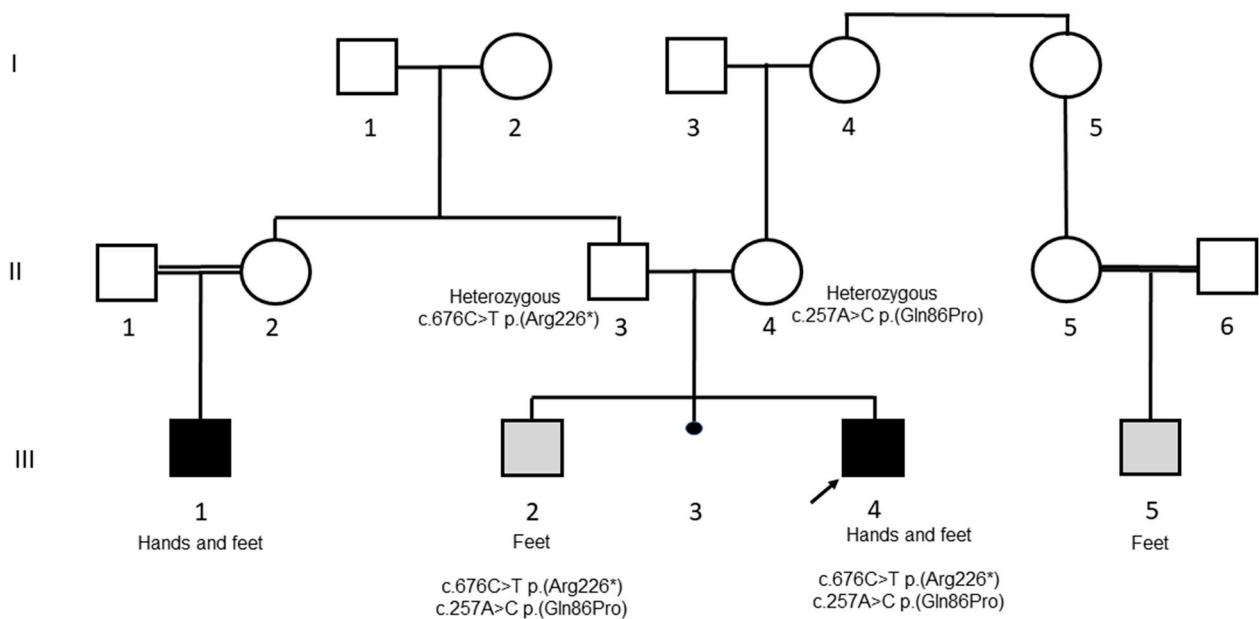 I
1 2 3 4 5
II
Heterozygous
c.676C>T p.(Arg226*)
Heterozygous
c.257A>C p.(Gln86Pro)
1 2 3 4 5 6
III
1 2 3 4 5
Hands and feet
Feet
Hands and feet
Feet
c.676C>T p.(Arg226*)
c.257A>C p.(Gln86Pro)
c.676C>T p.(Arg226*)
c.257A>C p.(Gln86Pro)